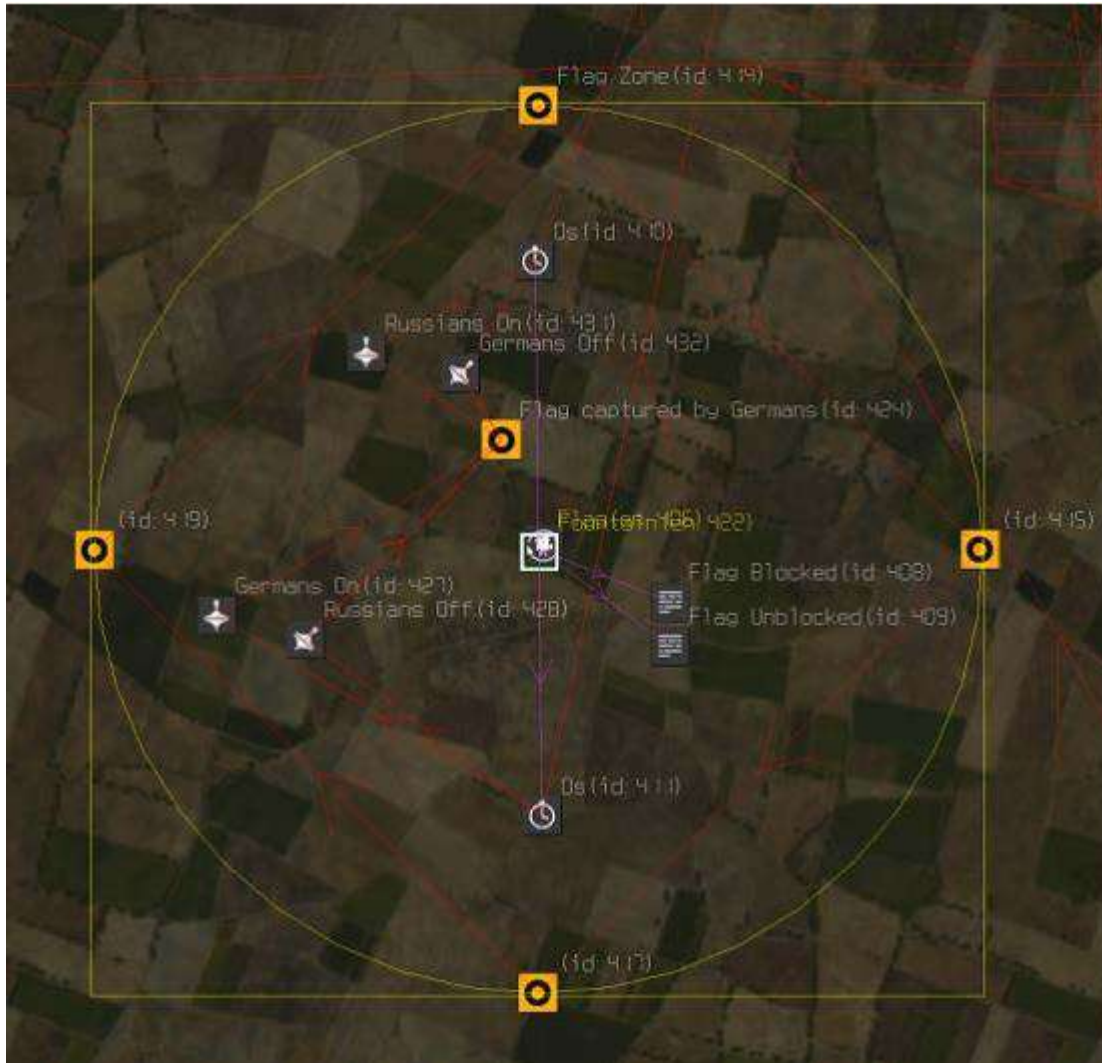 Flag Zone(id: 414)
0s(id: 410)
Russians On(id: 431)
Germans Off(id: 432)
Flag captured by Germans(id: 424)
(id: 419)
(id: 415)
Flag Blocked(id: 408)
Germans On(id: 427)
Russians Off(id: 428)
Flag Unblocked(id: 409)
0s(id: 411)
(id: 417)